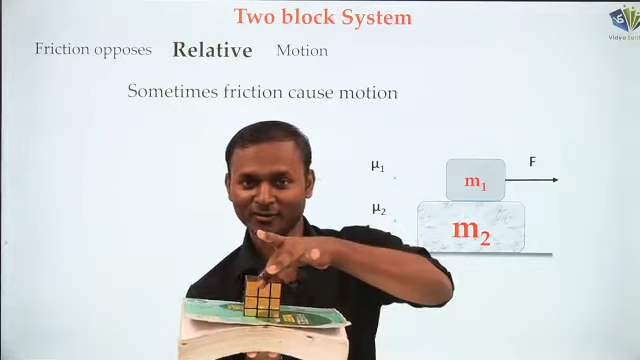 Two block System
Friction opposes Relative Motion
Sometimes friction cause motion
μ1
F
m1
μ2
m2